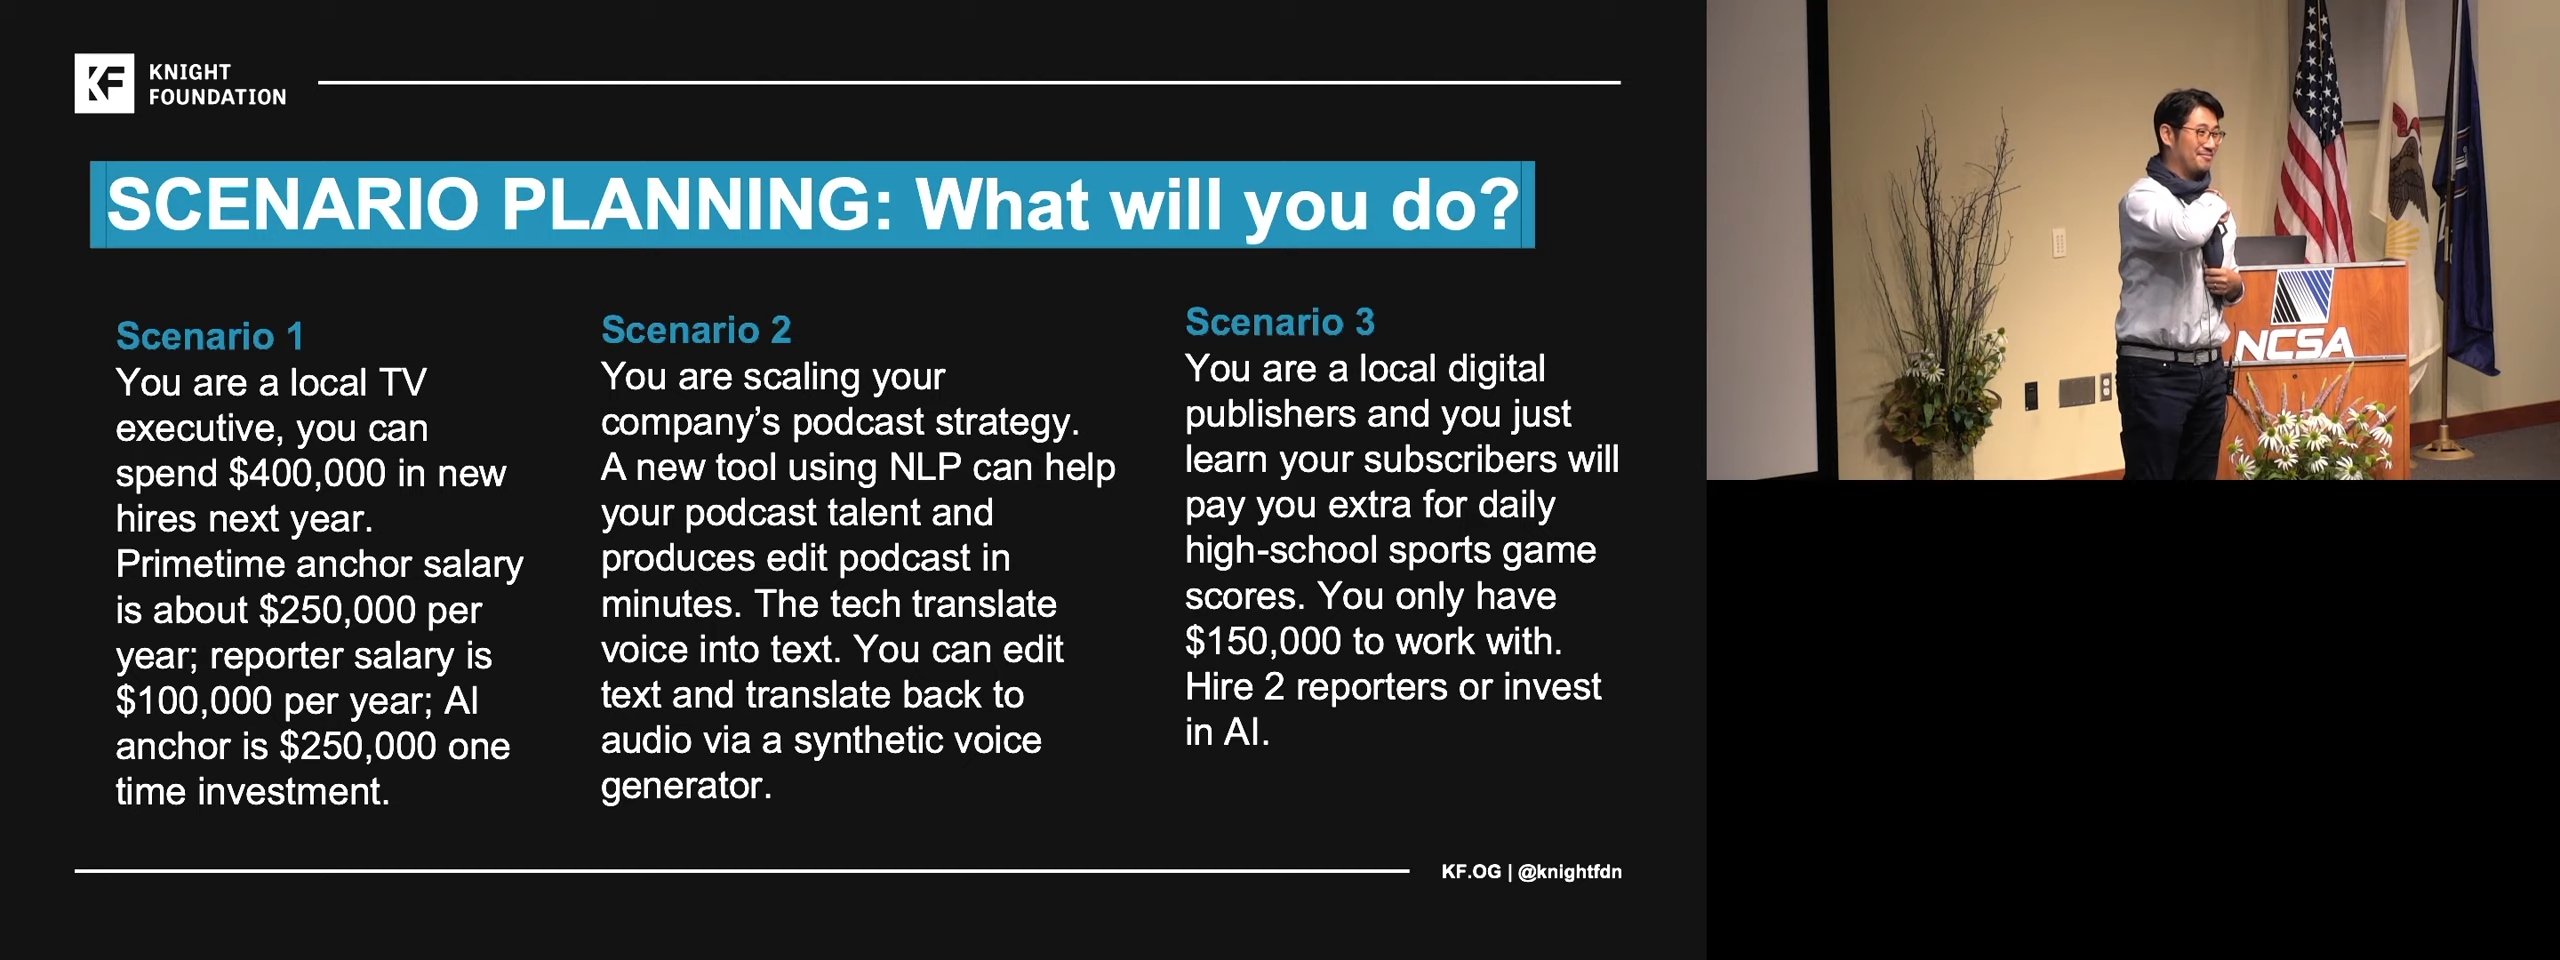 KNIGHT
FOUNDATION
SCENARIO PLANNING: What will you do?
Scenario 1
You are a local TV
executive, you can
spend $400,000 in new
hires next year.
Primetime anchor salary
is about $250,000 per
year; reporter salary is
$100,000 per year; AI
anchor is $250,000 one
time investment.
Scenario 2
You are scaling your
company’s podcast strategy.
A new tool using NLP can help
your podcast talent and
produces edit podcast in
minutes. The tech translate
voice into text. You can edit
text and translate back to
audio via a synthetic voice
generator.
Scenario 3
You are a local digital
publishers and you just
learn your subscribers will
pay you extra for daily
high-school sports game
scores. You only have
$150,000 to work with.
Hire 2 reporters or invest
in AI.
KF.OG | @knightfdn
NCSA